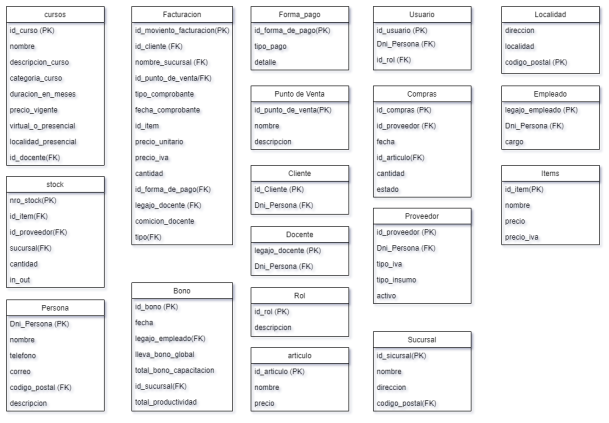 cursos
id_curso (PK)
nombre
descripcion_curso
categoria_curso
duracion_en_meses
precio_vigente
virtual_o_presencial
localidad_presencial
id_docente(FK)
stock
nro_stock(PK)
id_item(FK)
id_proveedor(FK)
sucursal(FK)
cantidad
in_out
Persona
Dni_Persona (PK)
nombre
telefono
correo
codigo_postal (FK)
descripcion
Facturacion
id_moviento_facturacion(PK)
id_cliente (FK)
nombre_sucursal (FK)
id_punto_de_venta(FK)
tipo_comprobante
fecha_comprobante
id_item
precio_unitario
precio_iva
cantidad
id_forma_de_pago(FK)
legajo_docente (FK)
comicion_docente
tipo(FK)
Bono
id_bono (PK)
fecha
legajo_empleado(FK)
lleva_bono_global
total_bono_capacitacion
id_sucursal(FK)
total_productividad
Forma_pago
id_forma_de_pago(PK)
tipo_pago
detalle
Punto de Venta
id_punto_de_venta(PK)
nombre
descripcion
Cliente
id_Cliente (PK)
Dni_Persona (FK)
Docente
legajo_docente (PK)
Dni_Persona (FK)
Rol
id_rol (PK)
descripcion
articulo
id_articulo (PK)
nombre
precio
Usuario
id_usuario (PK)
Dni_Persona (FK)
id_rol (FK)
Compras
id_compras (PK)
id_proveedor (FK)
fecha
id_articulo(FK)
cantidad
estado
Proveedor
id_proveedor (PK)
Dni_Persona (FK)
tipo_iva
tipo_insumo
activo
Sucursal
id_sicursal(PK)
nombre
direccion
codigo_postal(FK)
Localidad
direccion
localidad
codigo_postal (PK)
Empleado
legajo_empleado (PK)
Dni_Persona (FK)
cargo
Items
id_item(PK)
nombre
precio
precio_iva